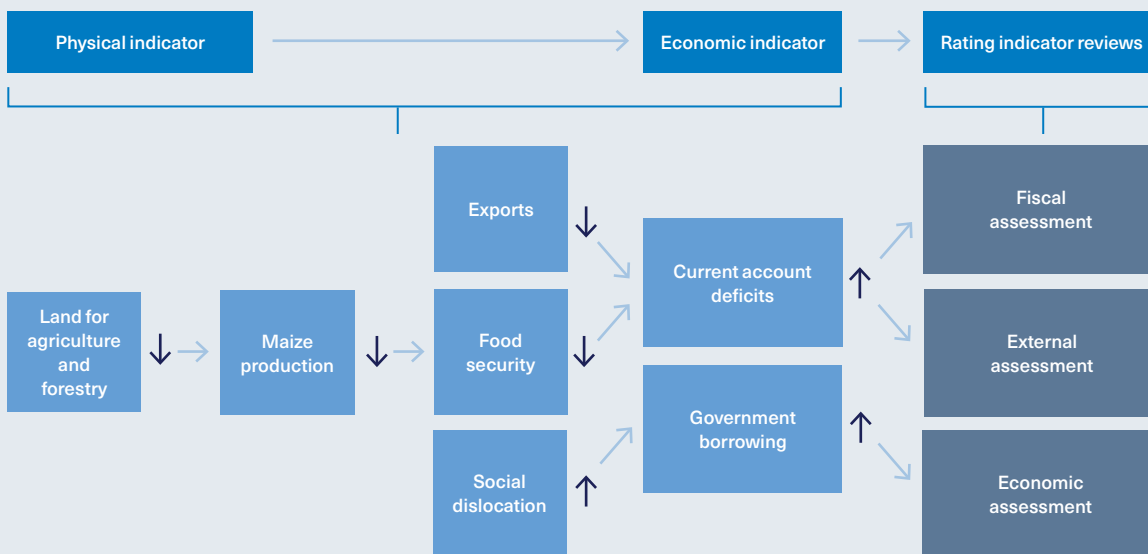 Physical indicator
Economic indicator
Rating indicator reviews
Exports
Fiscal
assessment
Current account
deficits
Land for
agriculture
and
forestry
Maize
production
Food
security
External
assessment
Government
borrowing
Social
dislocation
Economic
assessment